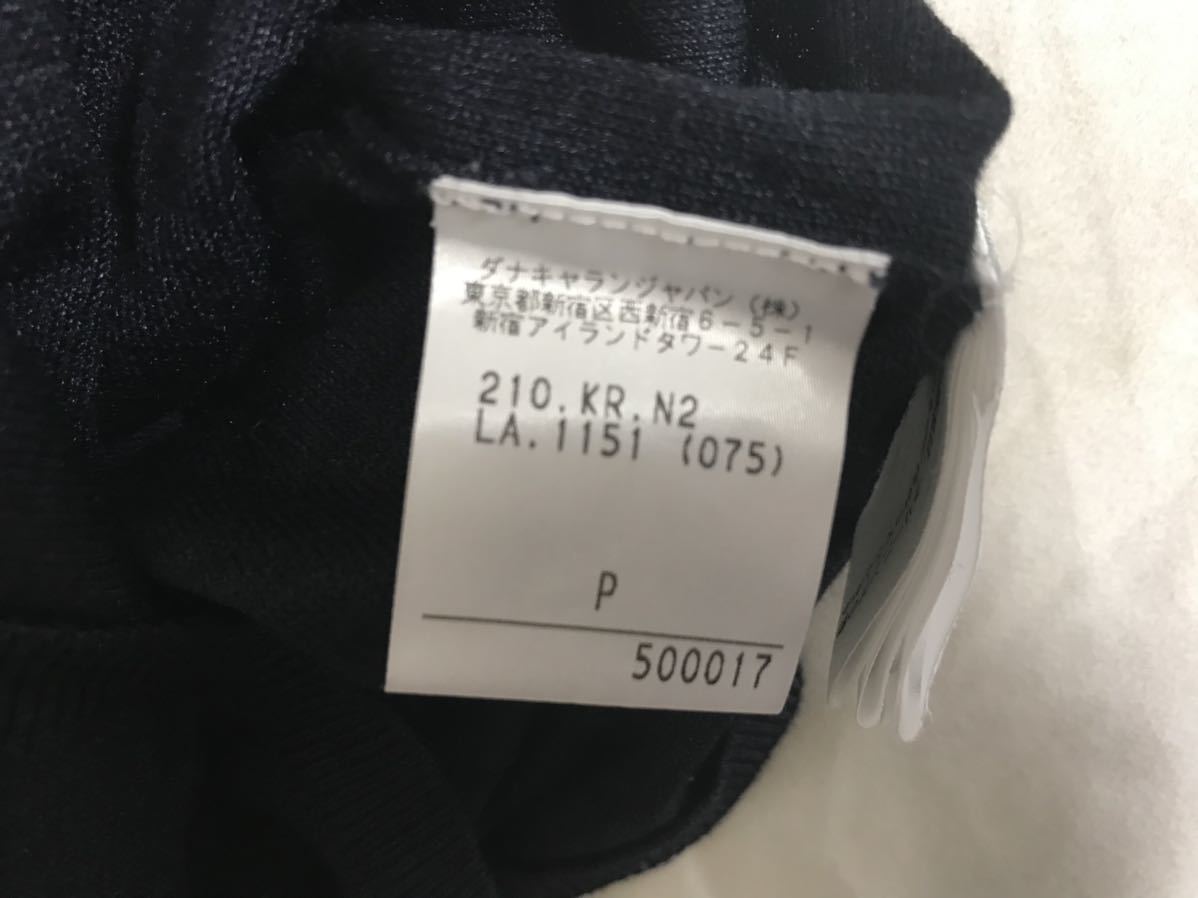 ダナキャランジャパン（株）
東京都新宿区西新宿６－５－１
新宿アイランドタワー２４Ｆ
210.KR.N2
LA.1151 (075)
P
500017